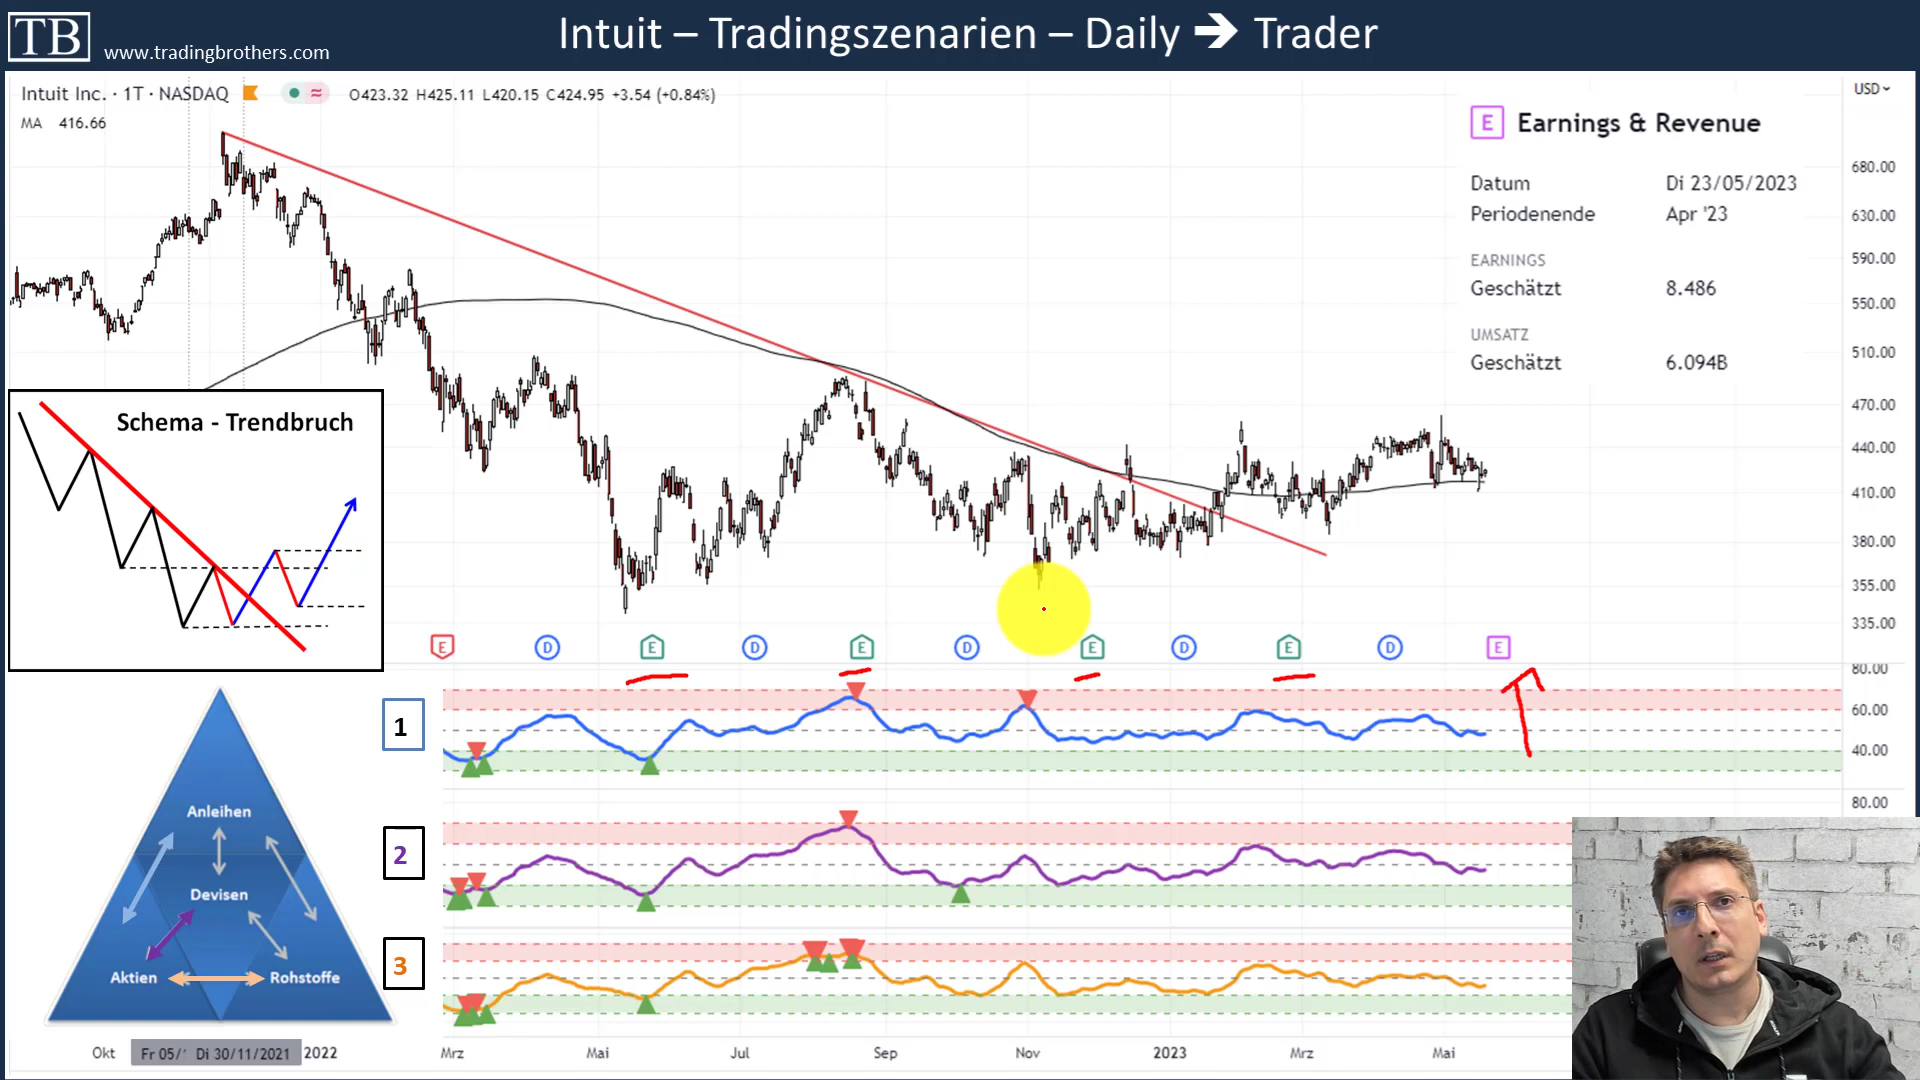 TB
www.tradingbrothers.com
Intuit – Tradingszenarien – Daily ➔ Trader
Intuit Inc. · 1T · NASDAQ
≈
O423.32 H425.11 L420.15 C424.95 +3.54 (+0.84%)
MA 416.66
USD
E Earnings & Revenue
Datum Di 23/05/2023
Periodenende Apr '23
EARNINGS
Geschätzt 8.486
UMSATZ
Geschätzt 6.094B
680.00
630.00
590.00
550.00
510.00
470.00
440.00
410.00
380.00
355.00
335.00
Schema - Trendbruch
E D E D E D E D E D E
80.00
60.00
40.00
80.00
1
2
3
Anleihen
Devisen
Aktien
Rohstoffe
Okt Fr 05/1 Di 30/11/2021 2022 Mrz Mai Jul Sep Nov 2023 Mrz Mai